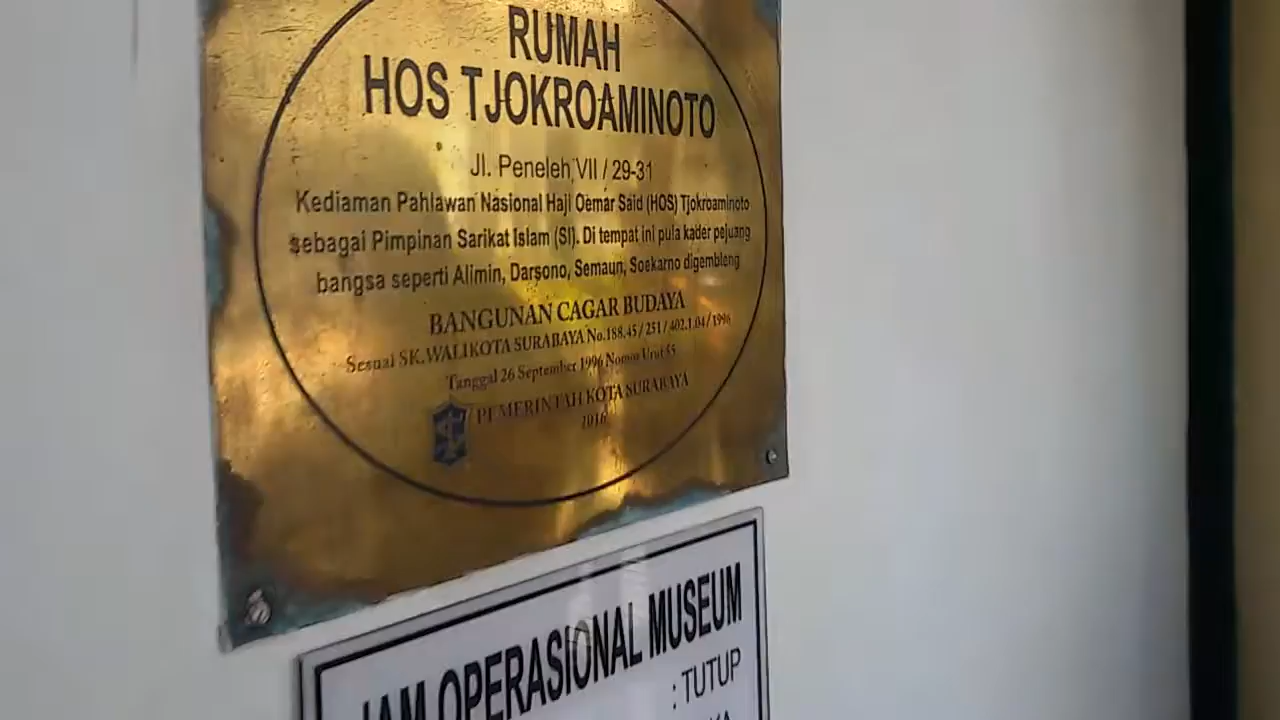 RUMAH
HOS TJOKROAMINOTO
Jl. Peneleh VII / 29-31
Kediaman Pahlawan Nasional Haji Oemar Said (HOS) Tjokroaminoto
sebagai Pimpinan Sarikat Islam (SI). Di tempat ini pula kader pejuang
bangsa seperti Alimin, Darsono, Semaun, Soekarno digembleng
BANGUNAN CAGAR BUDAYA
Sesuai SK. WALIKOTA SURABAYA No.188.45 / 251 / 402.1.04 / 1996
Tanggal 26 September 1996 Nomor Urut 55
PEMERINTAH KOTA SURABAYA
2016
JAM OPERASIONAL MUSEUM
: TUTUP